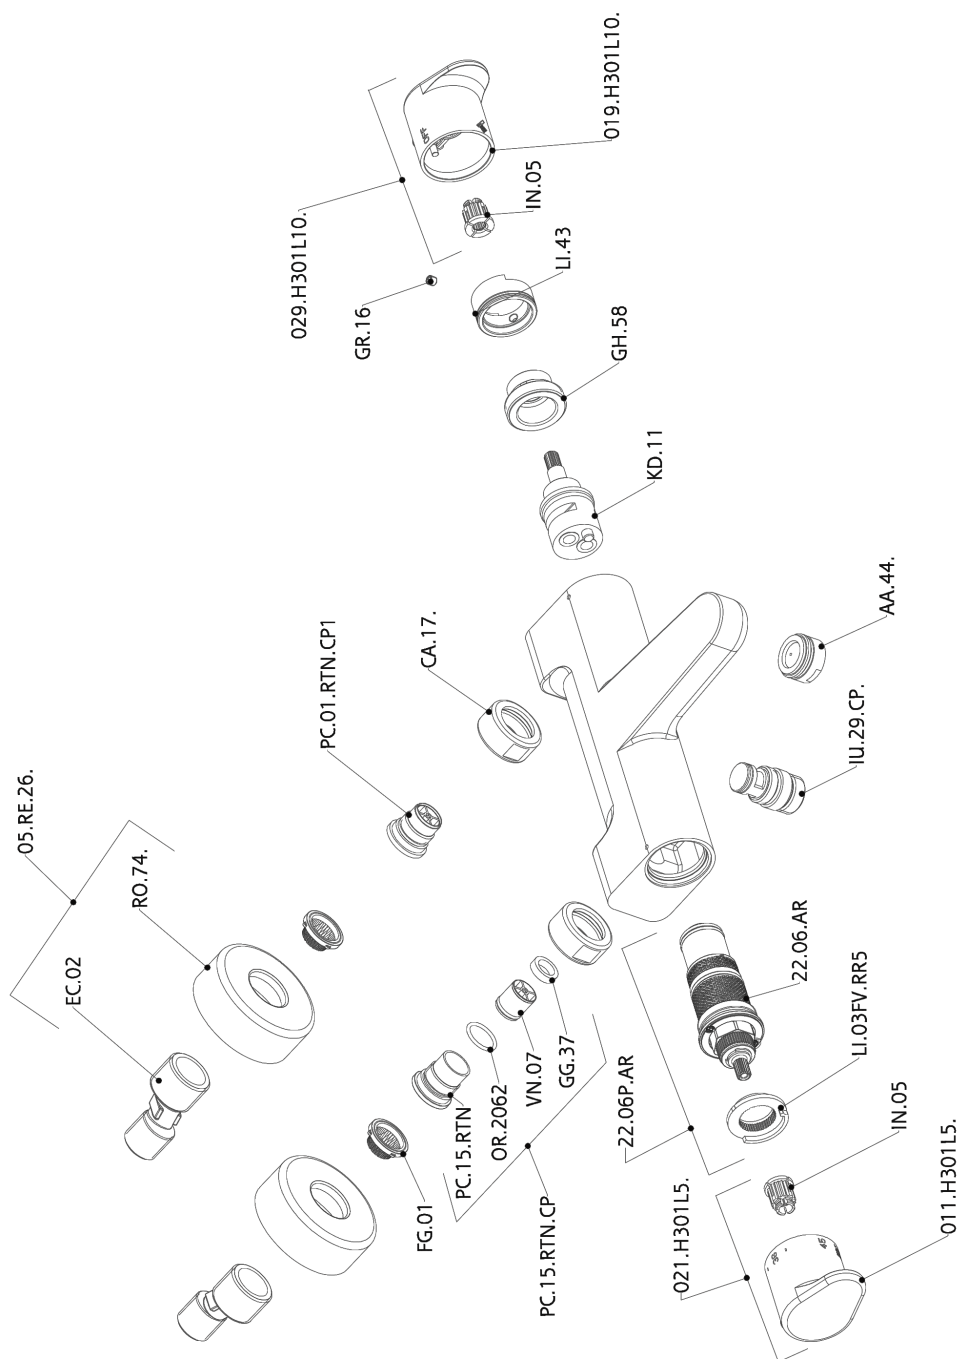 019.H301L10.
IN.05
029.H301L10.
LI.43
GR.16
GH.58
KD.11
OFF
AA.44.
CA.17.
PC.01.RTN.CP1
IU.29.CP.
05.RE.26.
RO.74.
EC.02
22.06.AR
LI.03FV.RR5
GG.37
VN.07
OR.2062
PC.15.RTN
22.06P.AR
IN.05
FG.01
PC.15.RTN.CP
021.H301L5.
011.H301L5.
38
45